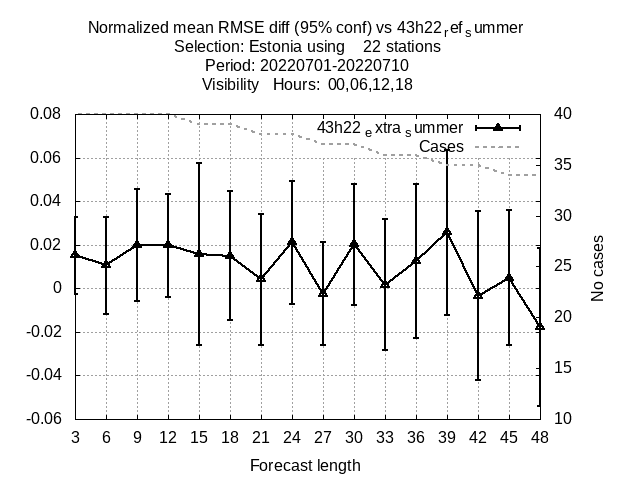 Normalized mean RMSE diff (95% conf) vs 43h22refsummer
Selection: Estonia using 22 stations
Period: 20220701-20220710
Visibility Hours: 00,06,12,18
0.08 40
43h22extrasummer
Cases
0.06 35
0.04 30
0.02 25
0 20
-0.02 15
-0.04
-0.06 10
No cases
3 6 9 12 15 18 21 24 27 30 33 36 39 42 45 48
Forecast length